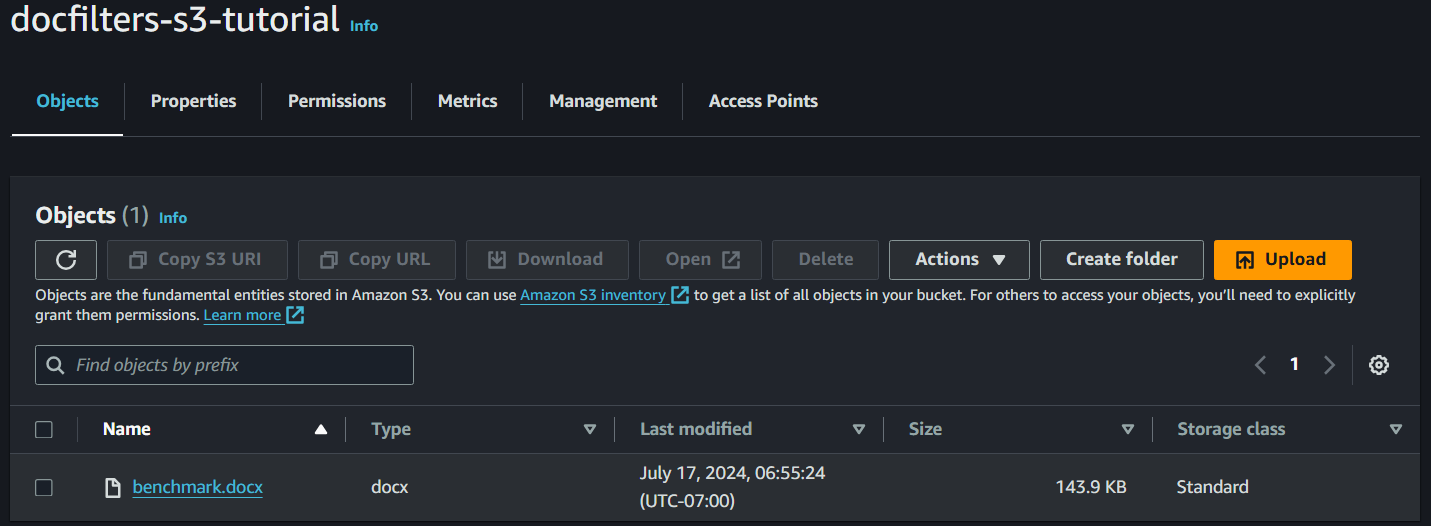 docfilters-s3-tutorial Info
Objects Properties Permissions Metrics Management Access Points
Objects (1) Info
Copy S3 URI Copy URL Download Open Delete Actions Create folder Upload
Objects are the fundamental entities stored in Amazon S3. You can use Amazon S3 inventory to get a list of all objects in your bucket. For others to access your objects, you’ll need to explicitly
grant them permissions. Learn more
Find objects by prefix 1
Name Type Last modified Size Storage class
benchmark.docx docx July 17, 2024, 06:55:24 143.9 KB Standard
(UTC-07:00)